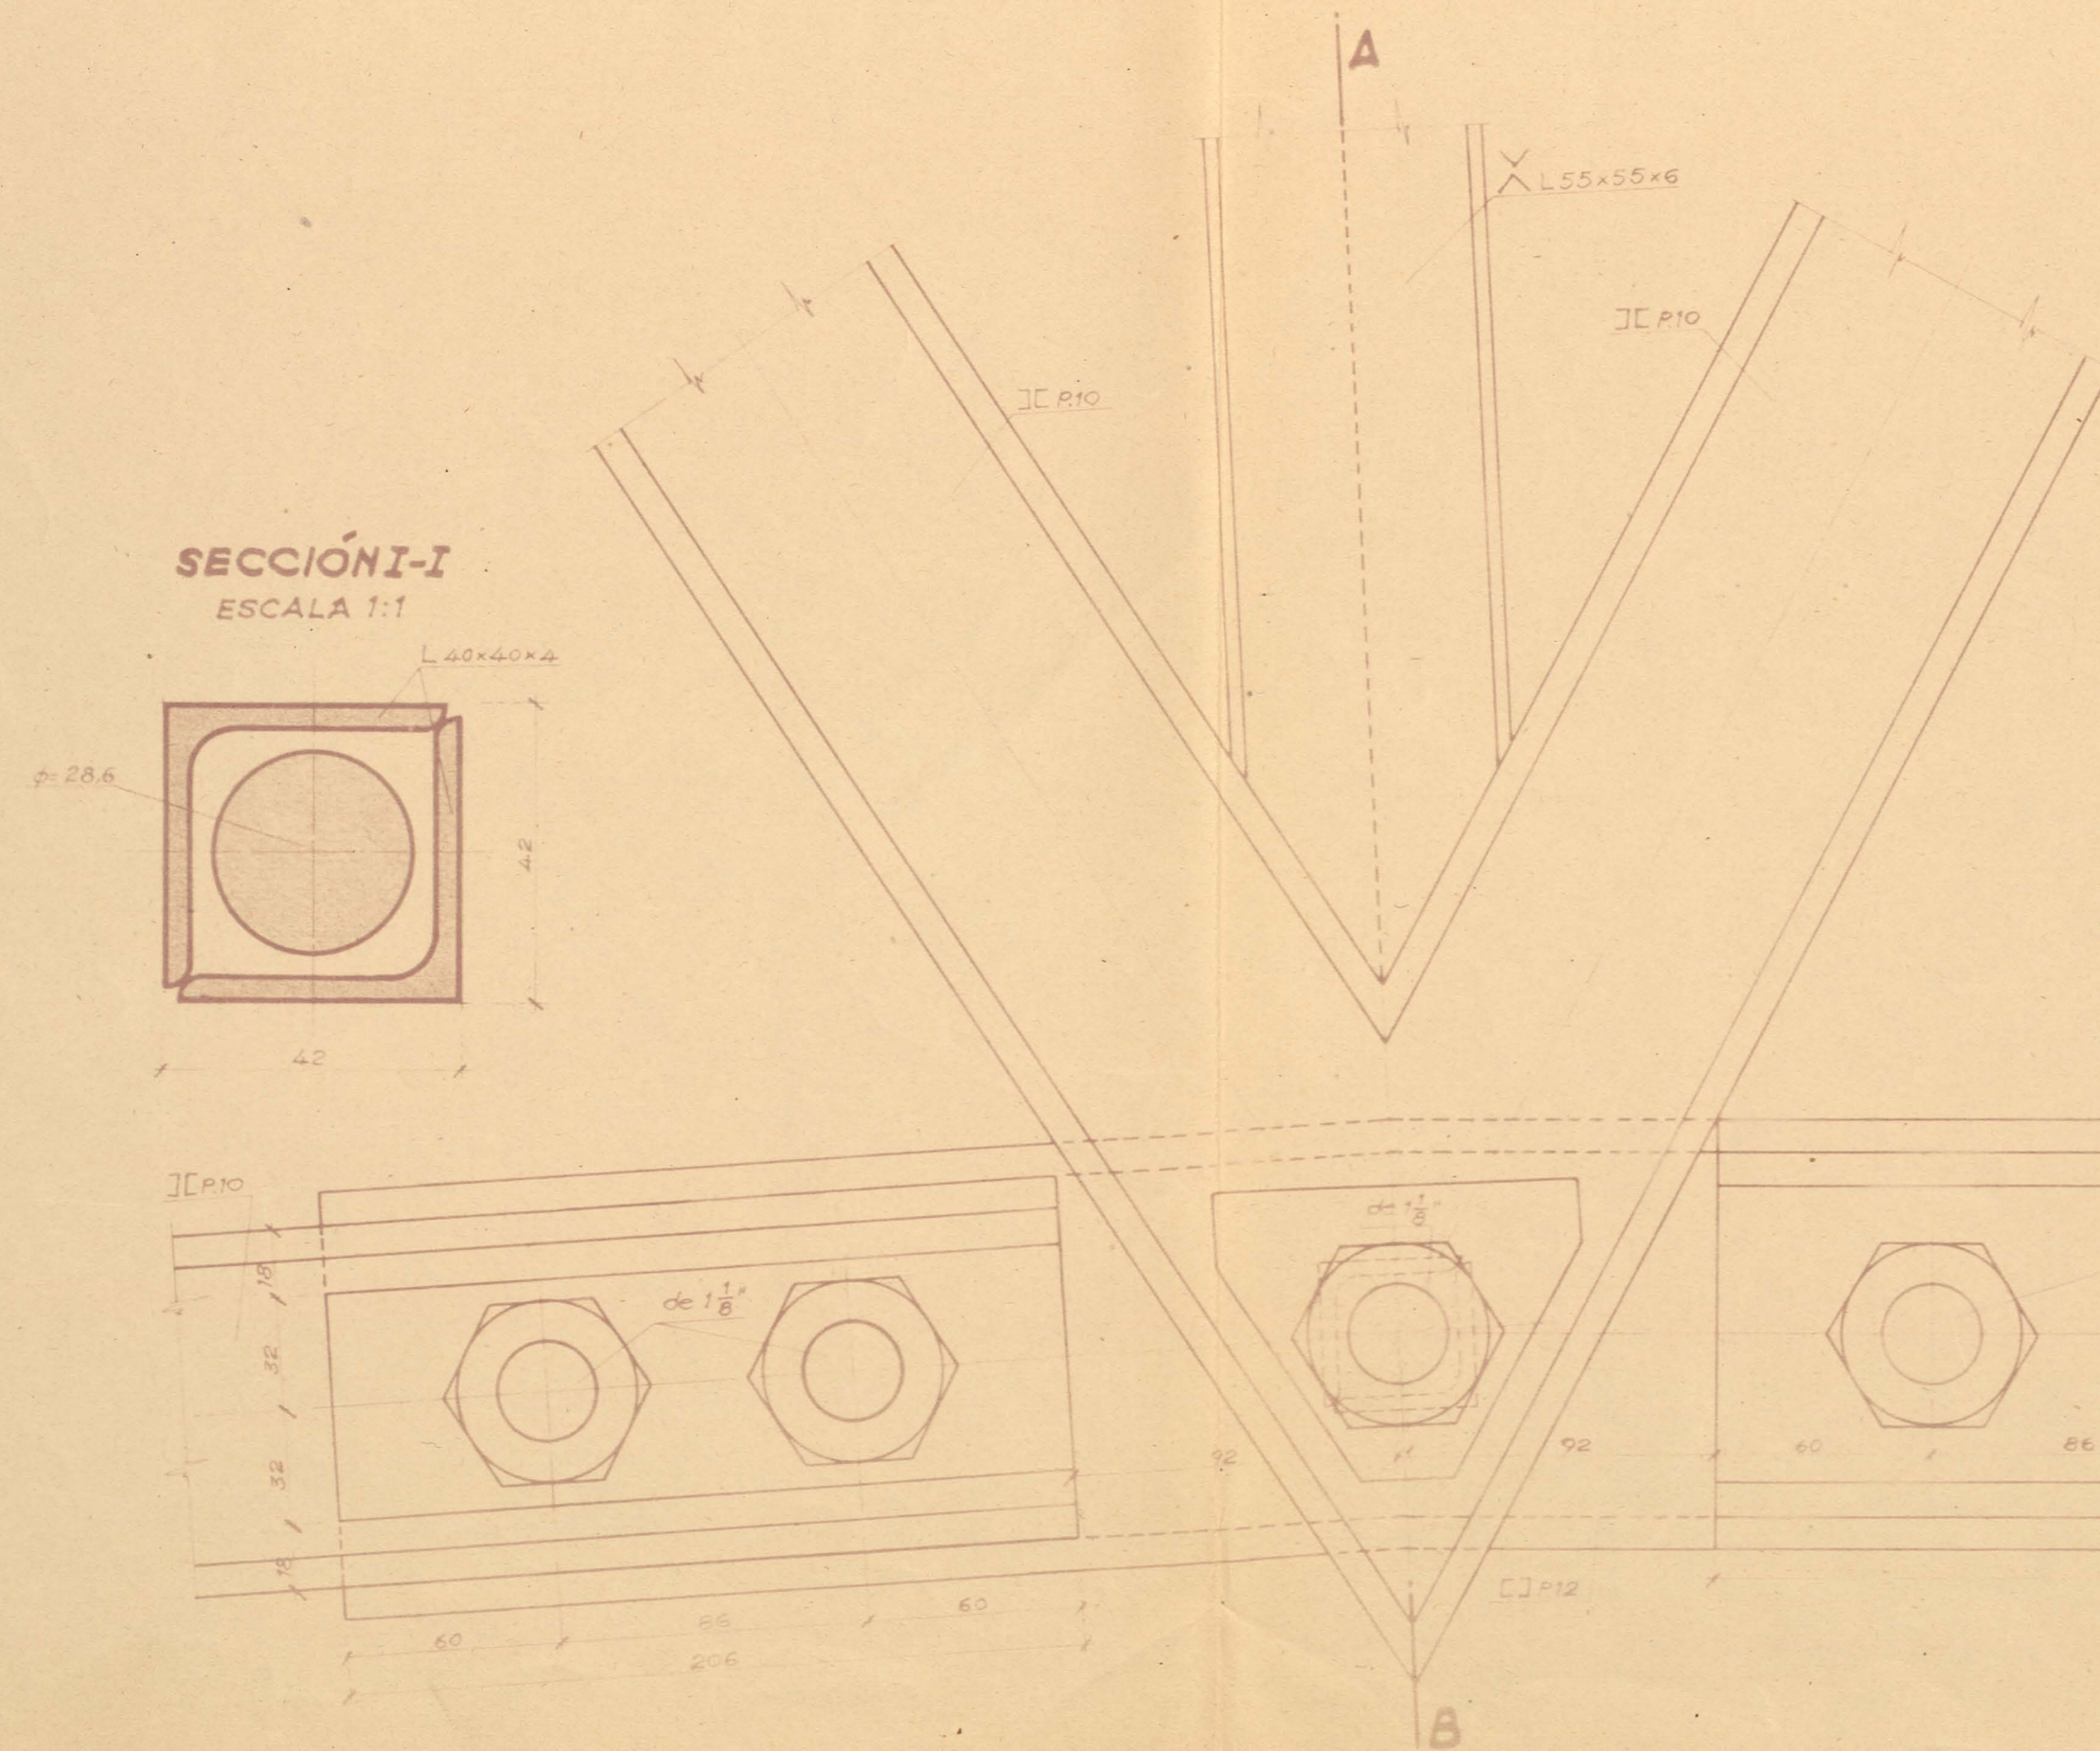 A
L 55×55×6
P.10
P.10
SECCIÓN I-I
ESCALA 1:1
L 40×40×4
ϕ=28,6
42
42
P.10
de 1 1/8"
18
de 1 1/8"
32
92
92
60
86
32
18
P.12
60
86
60
206
B